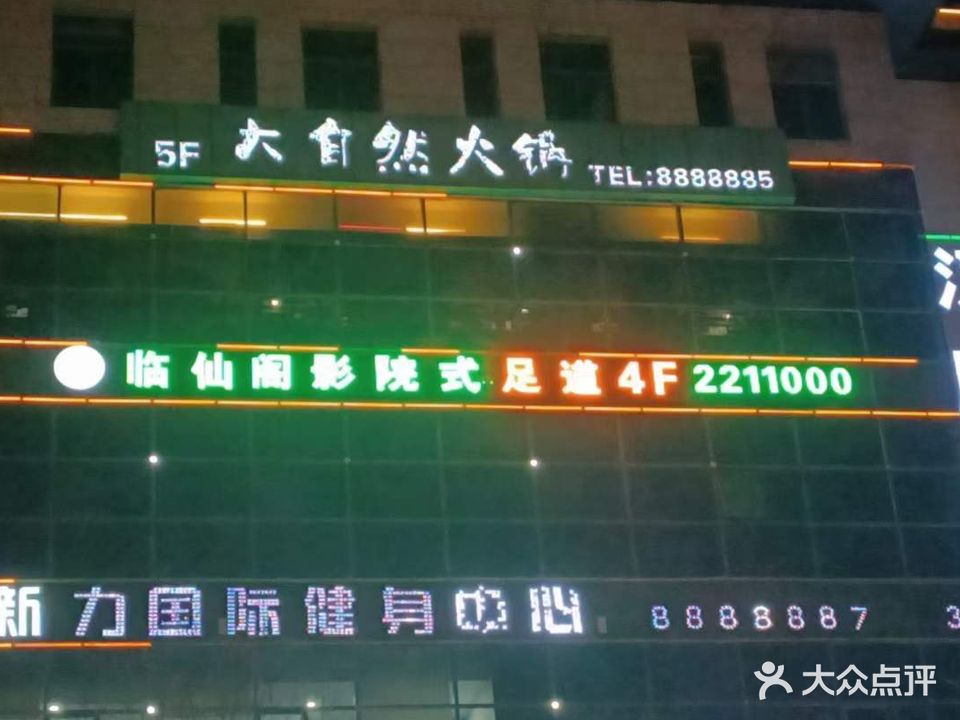 5F 大自然火锅 TEL:8888885
临仙阁影院式足道4F 2211000
新力国际健身中心 8888887 3
大众点评